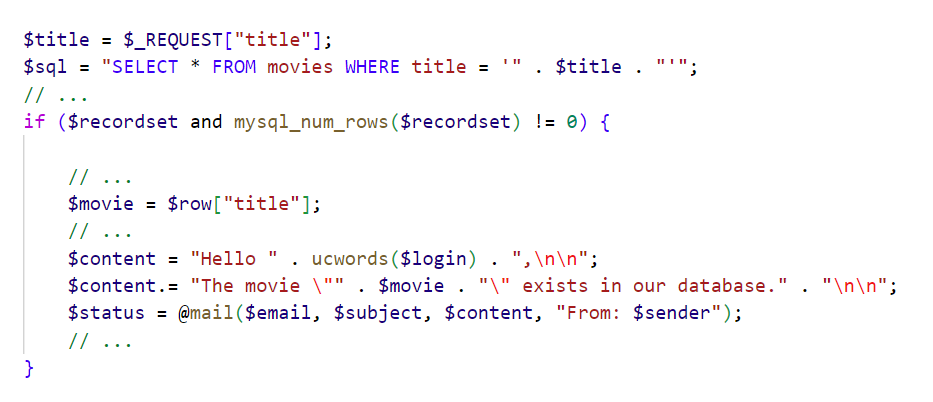 $title = $_REQUEST["title"];
$sql = "SELECT * FROM movies WHERE title = '" . $title . "'";
// ...
if ($recordset and mysql_num_rows($recordset) != 0) {
// ...
$movie = $row["title"];
// ...
$content = "Hello " . ucwords($login) . ",\n\n";
$content.= "The movie \"" . $movie . "\" exists in our database." . "\n\n";
$status = @mail($email, $subject, $content, "From: $sender");
// ...
}